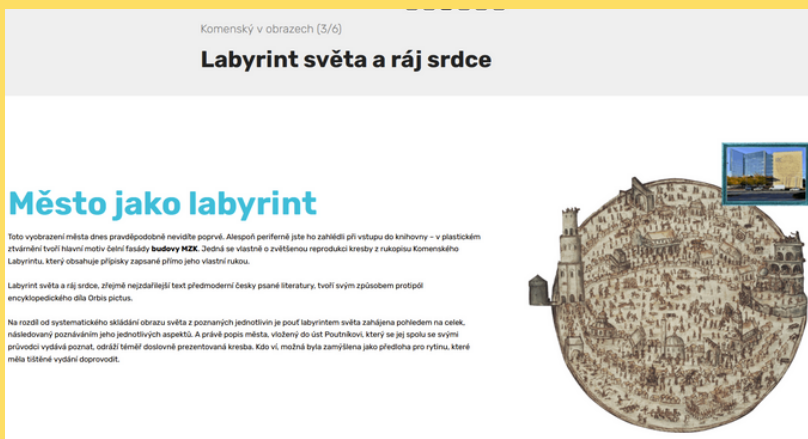 Komenský v obrazech (3/6)
Labyrint světa a ráj srdce
Město jako labyrint
Toto vyobrazení města dnes pravděpodobně nevidíte poprvé. Alespoň periferně jste ho zahlédli při vstupu do knihovny – v plastickém
ztvárnění tvoří hlavní motiv čelní fasády budovy MZK. Jedná se vlastně o zvětšenou reprodukci kresby z rukopisu Komenského
Labyrintu, který obsahuje přípisky zapsané přímo jeho vlastní rukou.
Labyrint světa a ráj srdce, zřejmě nejzdařilejší text předmoderní česky psané literatury, tvoří svým způsobem protipól
encyklopedického díla Orbis pictus.
Na rozdíl od systematického skládání obrazu světa z poznaných jednotlivin je pouť labyrintem světa zahájena pohledem na celek,
následovaný poznáváním jeho jednotlivých aspektů. A právě popis města, vložený do úst Poutníkovi, který se jej spolu se svými
průvodci vydává poznat, odráží téměř doslovně prezentovaná kresba. Kdo ví, možná byla zamýšlena jako předloha pro rytinu, které
měla tištěné vydání doprovodit.